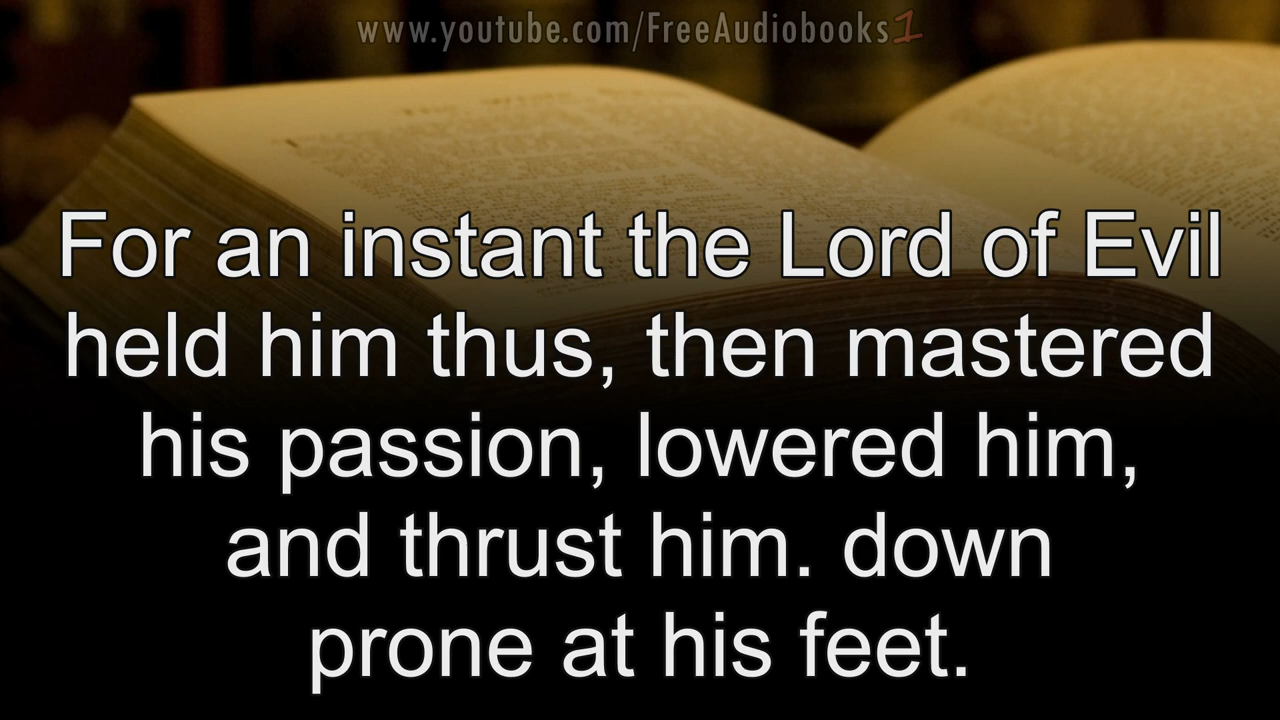 www.youtube.com/FreeAudiobooks1
For an instant the Lord of Evil
held him thus, then mastered
his passion, lowered him,
and thrust him. down
prone at his feet.